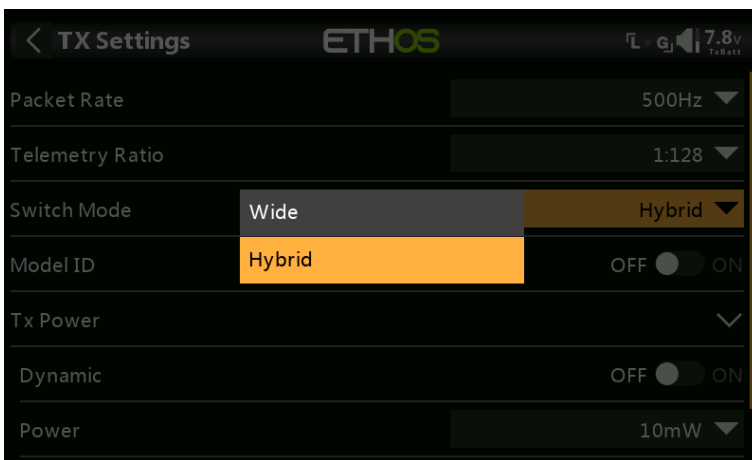 TX Settings ETHOS L G 7.8v
TxBatt
Packet Rate 500Hz
Telemetry Ratio 1:128
Switch Mode Wide Hybrid
Hybrid
Model ID OFF ON
Tx Power
Dynamic OFF ON
Power 10mW